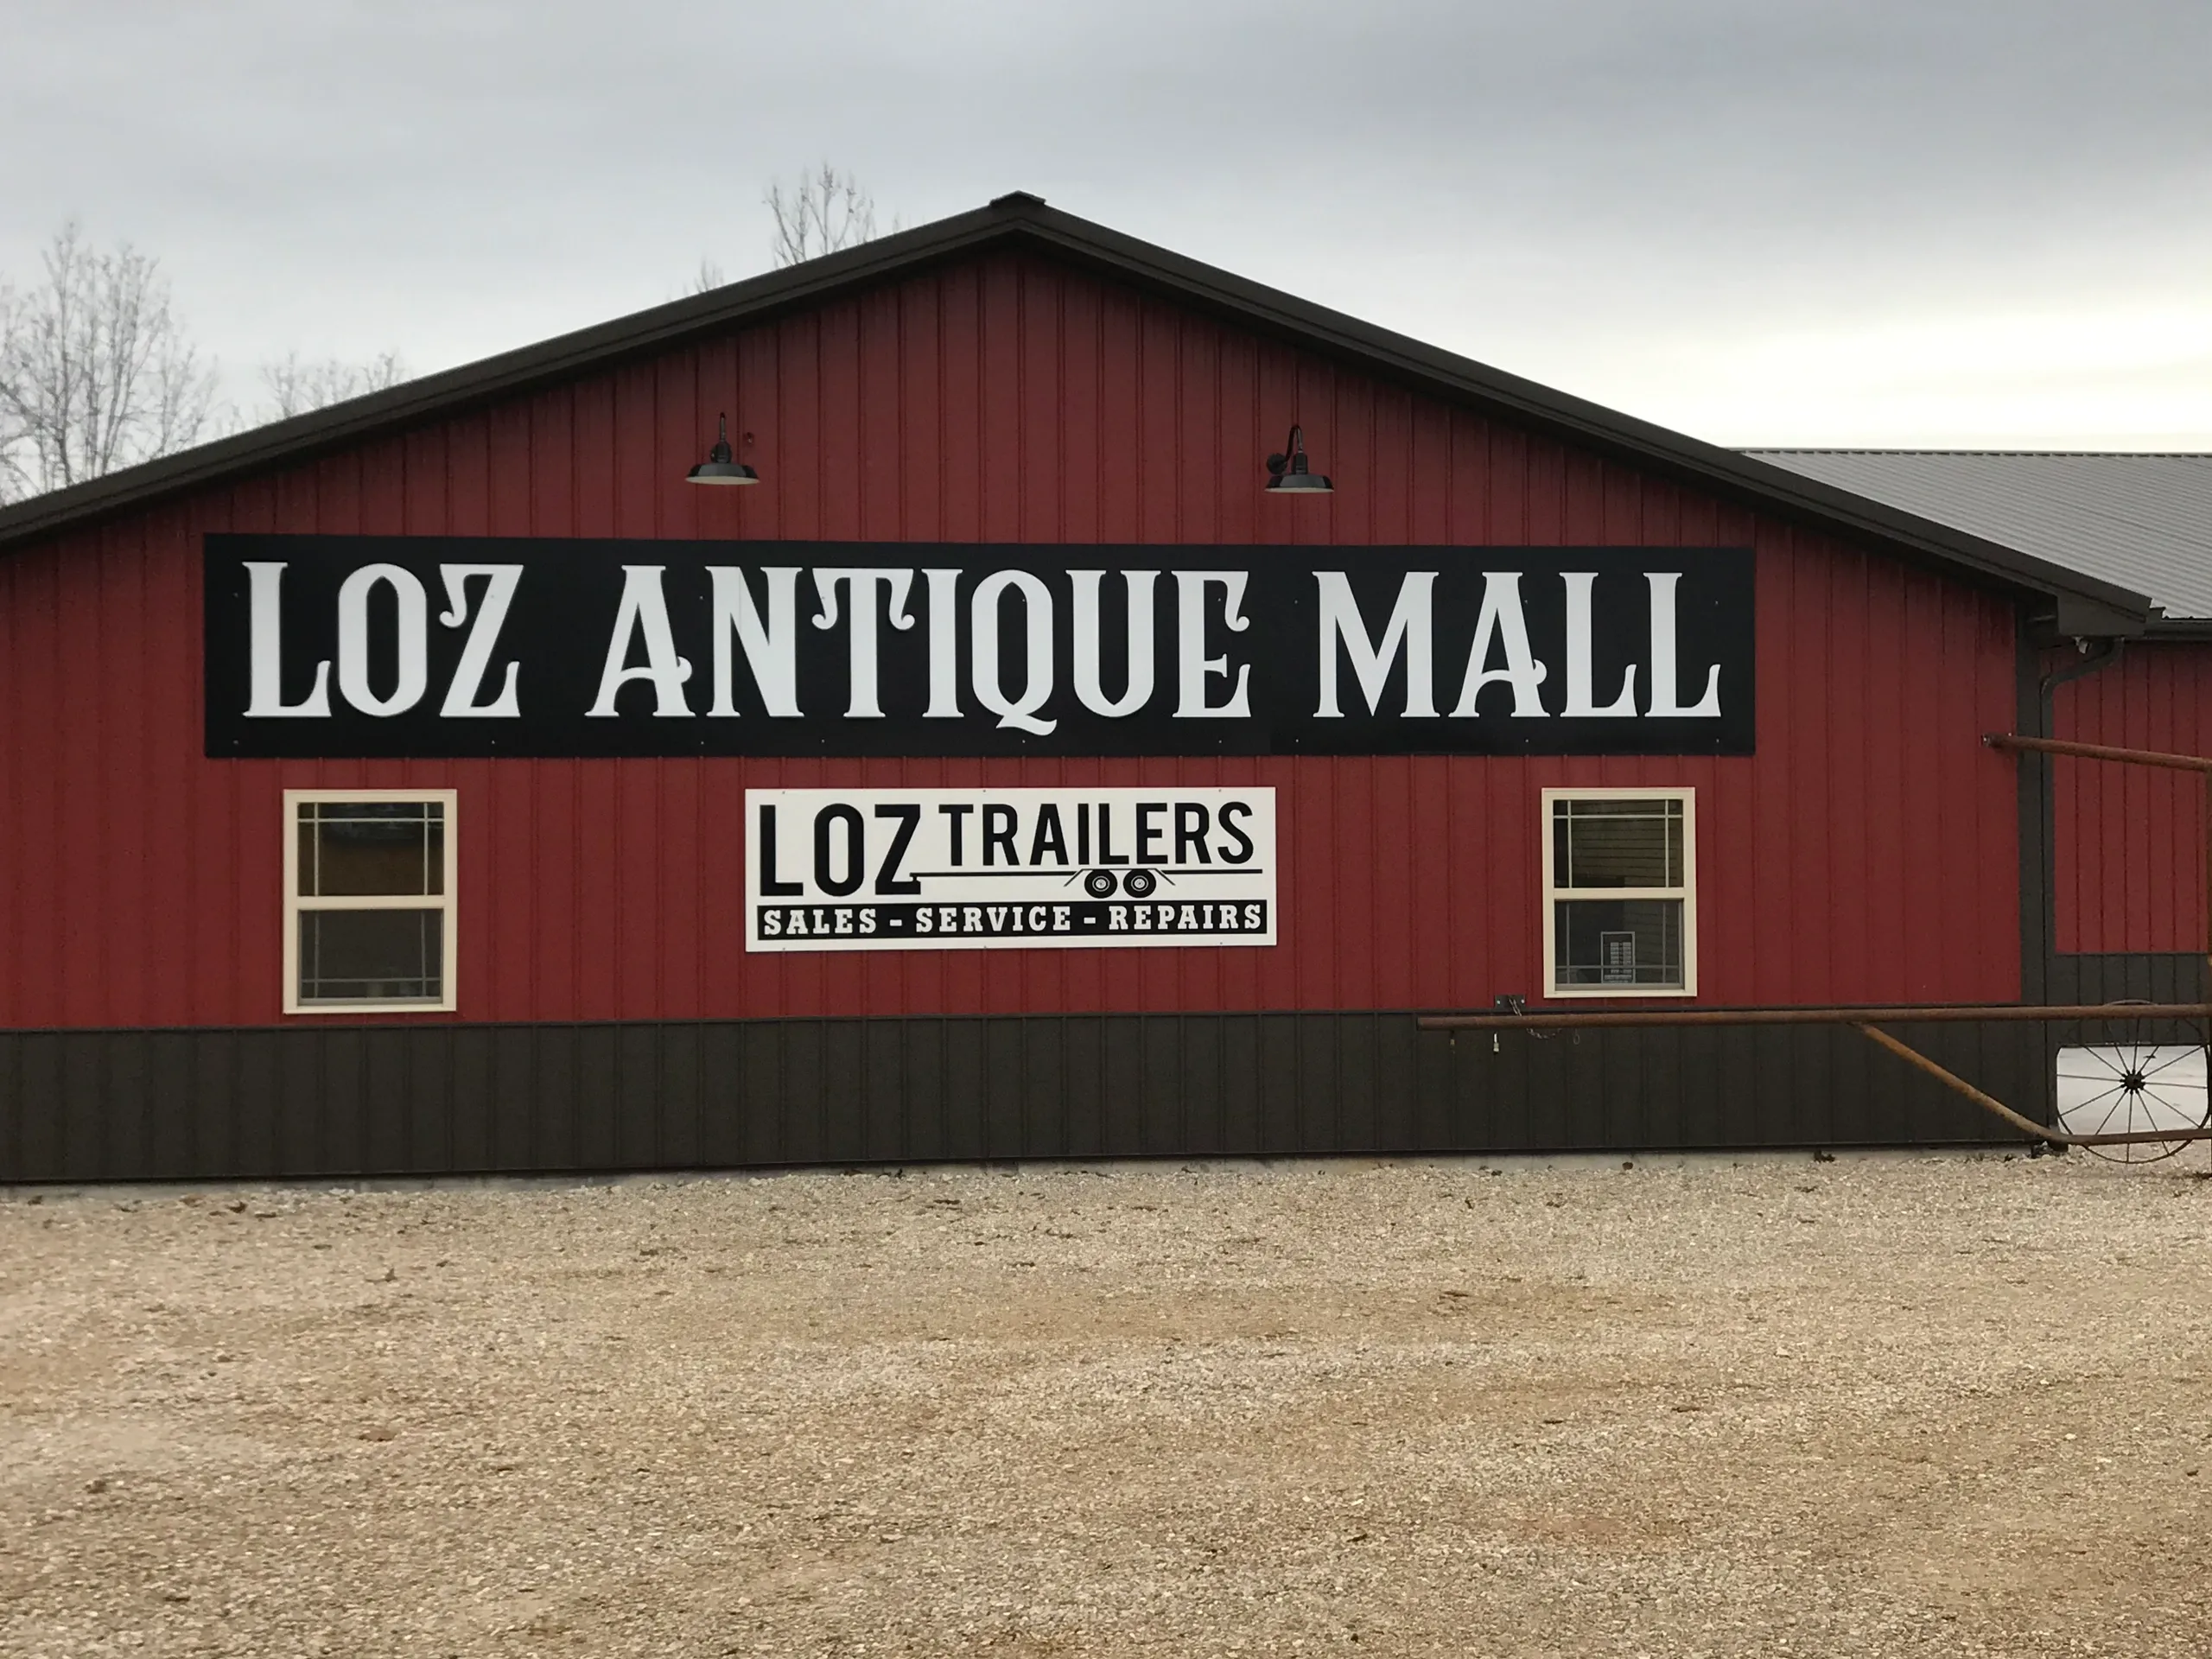 LOZ ANTIQUE MALL
LOZ TRAILERS
SALES - SERVICE - REPAIRS